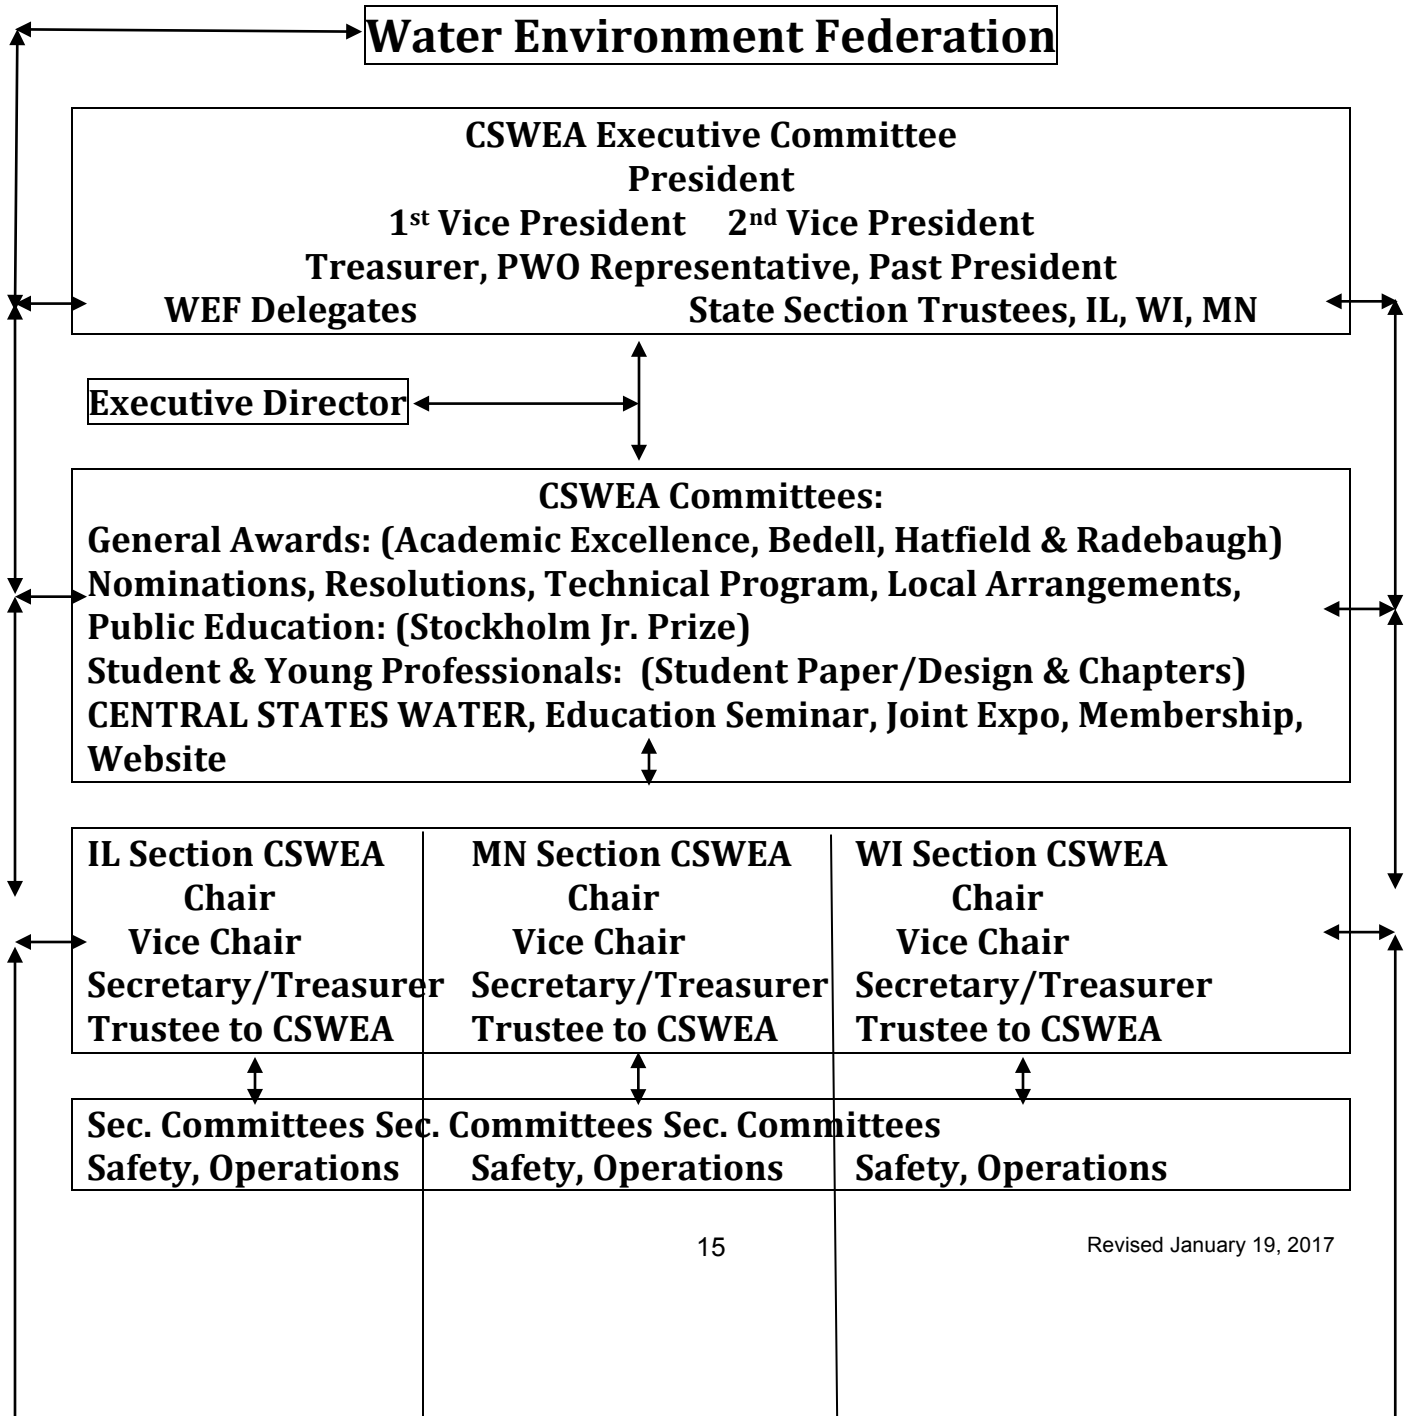 Water Environment Federation
CSWEA Executive Committee
President
1st Vice President 2nd Vice President
Treasurer, PWO Representative, Past President
WEF Delegates State Section Trustees, IL, WI, MN
Executive Director
CSWEA Committees:
General Awards: (Academic Excellence, Bedell, Hatfield & Radebaugh)
Nominations, Resolutions, Technical Program, Local Arrangements,
Public Education: (Stockholm Jr. Prize)
Student & Young Professionals: (Student Paper/Design & Chapters)
CENTRAL STATES WATER, Education Seminar, Joint Expo, Membership,
Website
IL Section CSWEA MN Section CSWEA WI Section CSWEA
Chair Chair Chair
Vice Chair Vice Chair Vice Chair
Secretary/Treasurer Secretary/Treasurer Secretary/Treasurer
Trustee to CSWEA Trustee to CSWEA Trustee to CSWEA
Sec. Committees Sec. Committees Sec. Committees
Safety, Operations Safety, Operations Safety, Operations
15 Revised January 19, 2017